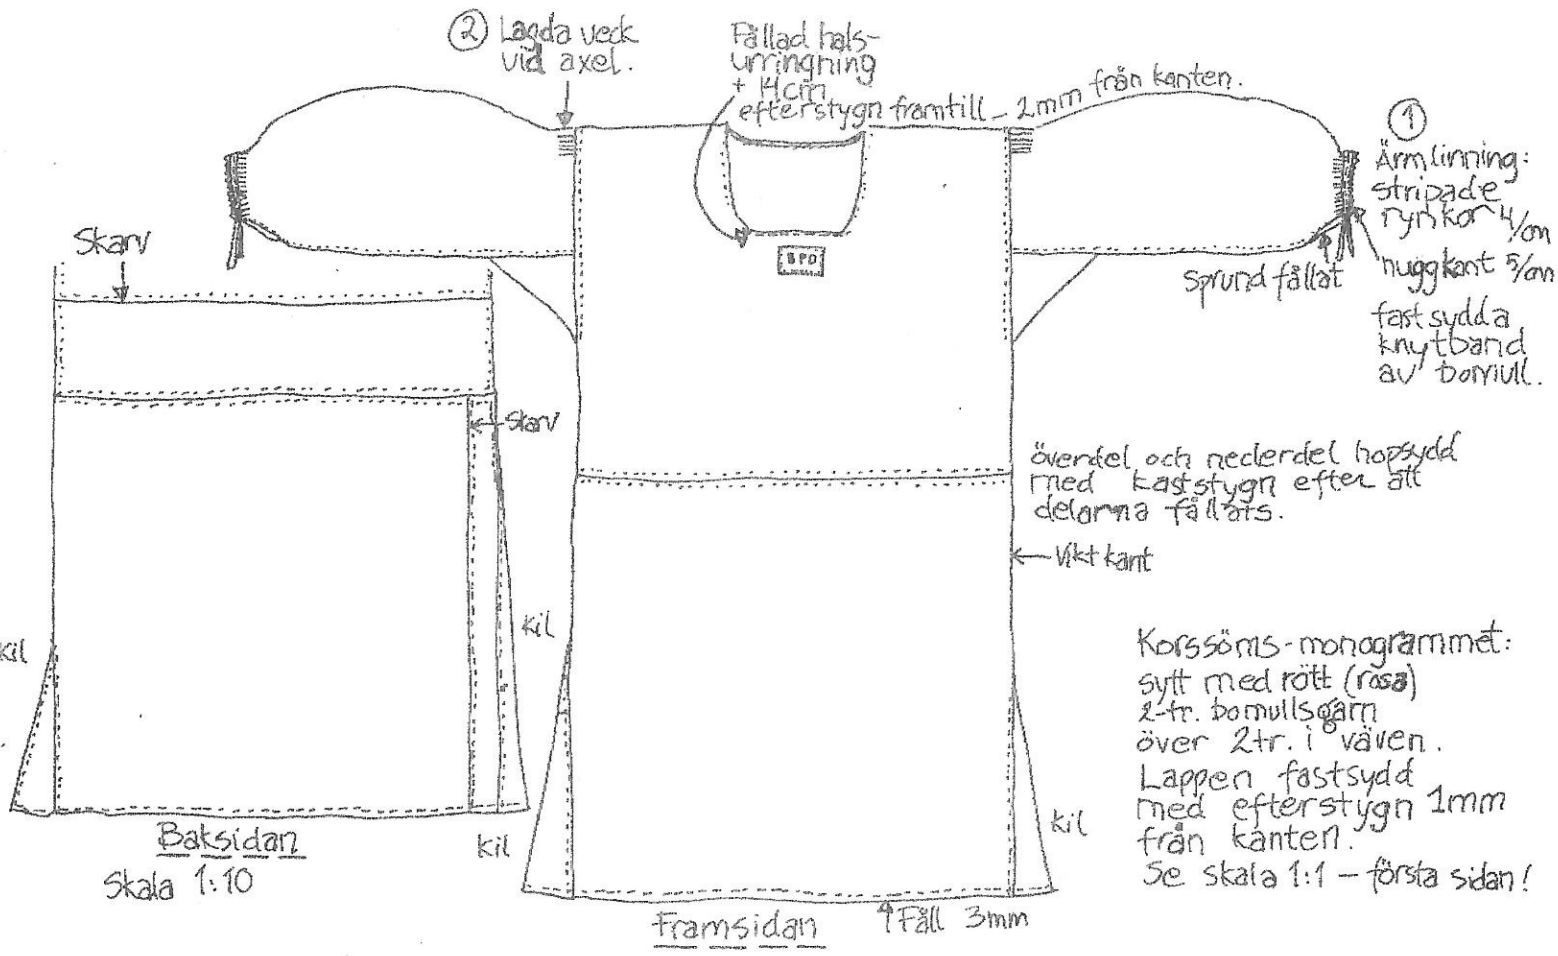 ② Lagda veck
vid axel.
Fållad hals-
urringning
+ 14cm
efterstygn framtill - 2mm från kanten.
①
Ärmlinning:
stripade
rynkor 4/cm
huggkant 5/cm
Sprund fållat
fastsydda
knytband
av bomull.
Skarv
BPD
Skarv
överdel och nederdel hopsydd
med kaststygn efter att
delarna fållats.
Vikt kant
kil
kil
Korssöms-monogrammet:
sytt med rött (rosa)
2-tr. bomullsgarn
över 2tr. i väven.
Lappen fastsydd
med efterstygn 1mm
från kanten.
Se skala 1:1 - första sidan!
kil
kil
Baksidan
Skala 1:10
Framsidan
Fåll 3mm